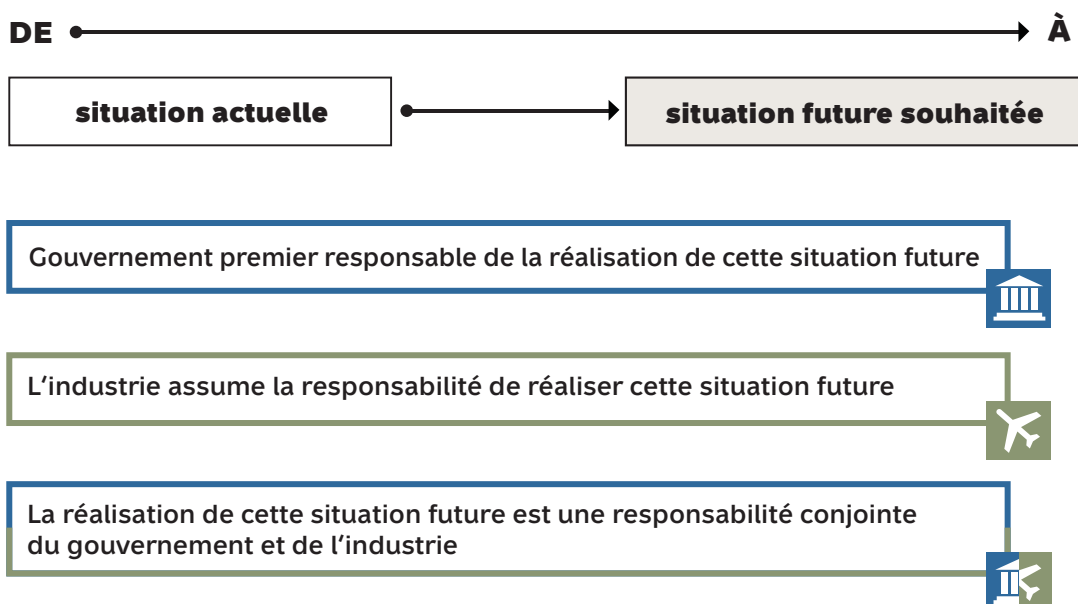 DE À
situation actuelle situation future souhaitée
Gouvernement premier responsable de la réalisation de cette situation future
L’industrie assume la responsabilité de réaliser cette situation future
La réalisation de cette situation future est une responsabilité conjointe
du gouvernement et de l’industrie